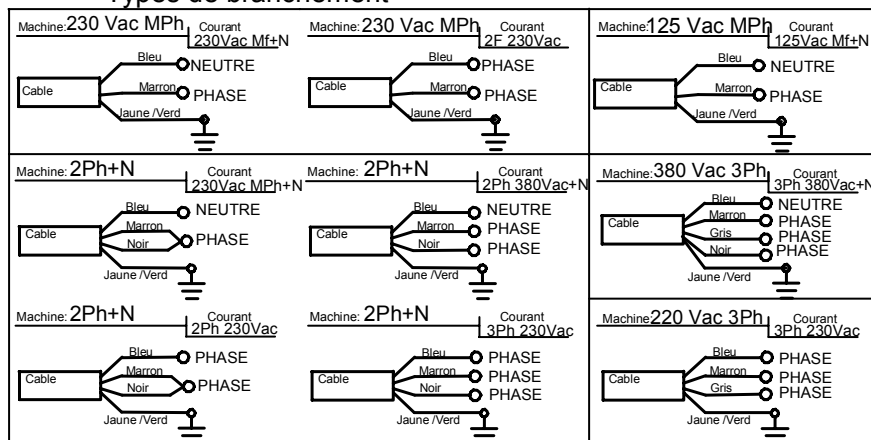 Types de branchement
Machine: 230 Vac MPh
Courant
230Vac Mf+N
Bleu
NEUTRE
Cable
Marron
PHASE
Jaune /Verd
Machine: 230 Vac MPh
Courant
2F 230Vac
Bleu
PHASE
Cable
Marron
PHASE
Jaune /Verd
Machine: 125 Vac MPh
Courant
125Vac Mf+N
Bleu
NEUTRE
Cable
Marron
PHASE
Jaune /Verd
Machine: 2Ph+N
Courant
230Vac MPh+N
Bleu
NEUTRE
Marron
Cable
PHASE
Noir
Jaune /Verd
Machine: 2Ph+N
Courant
2Ph 380Vac+N
Bleu
NEUTRE
Marron
PHASE
Cable
Noir
PHASE
Jaune /Verd
Machine: 380 Vac 3Ph
Courant
3Ph 380Vac+N
Bleu
NEUTRE
Marron
PHASE
Cable
Gris
PHASE
Noir
PHASE
Jaune /Verd
Machine: 2Ph+N
Courant
2Ph 230Vac
Bleu
PHASE
Marron
Cable
PHASE
Noir
Jaune /Verd
Machine: 2Ph+N
Courant
3Ph 230Vac
Bleu
PHASE
Marron
PHASE
Cable
Noir
PHASE
Jaune /Verd
Machine: 220 Vac 3Ph
Courant
3Ph 230Vac
Bleu
PHASE
Marron
PHASE
Cable
Gris
PHASE
Jaune /Verd